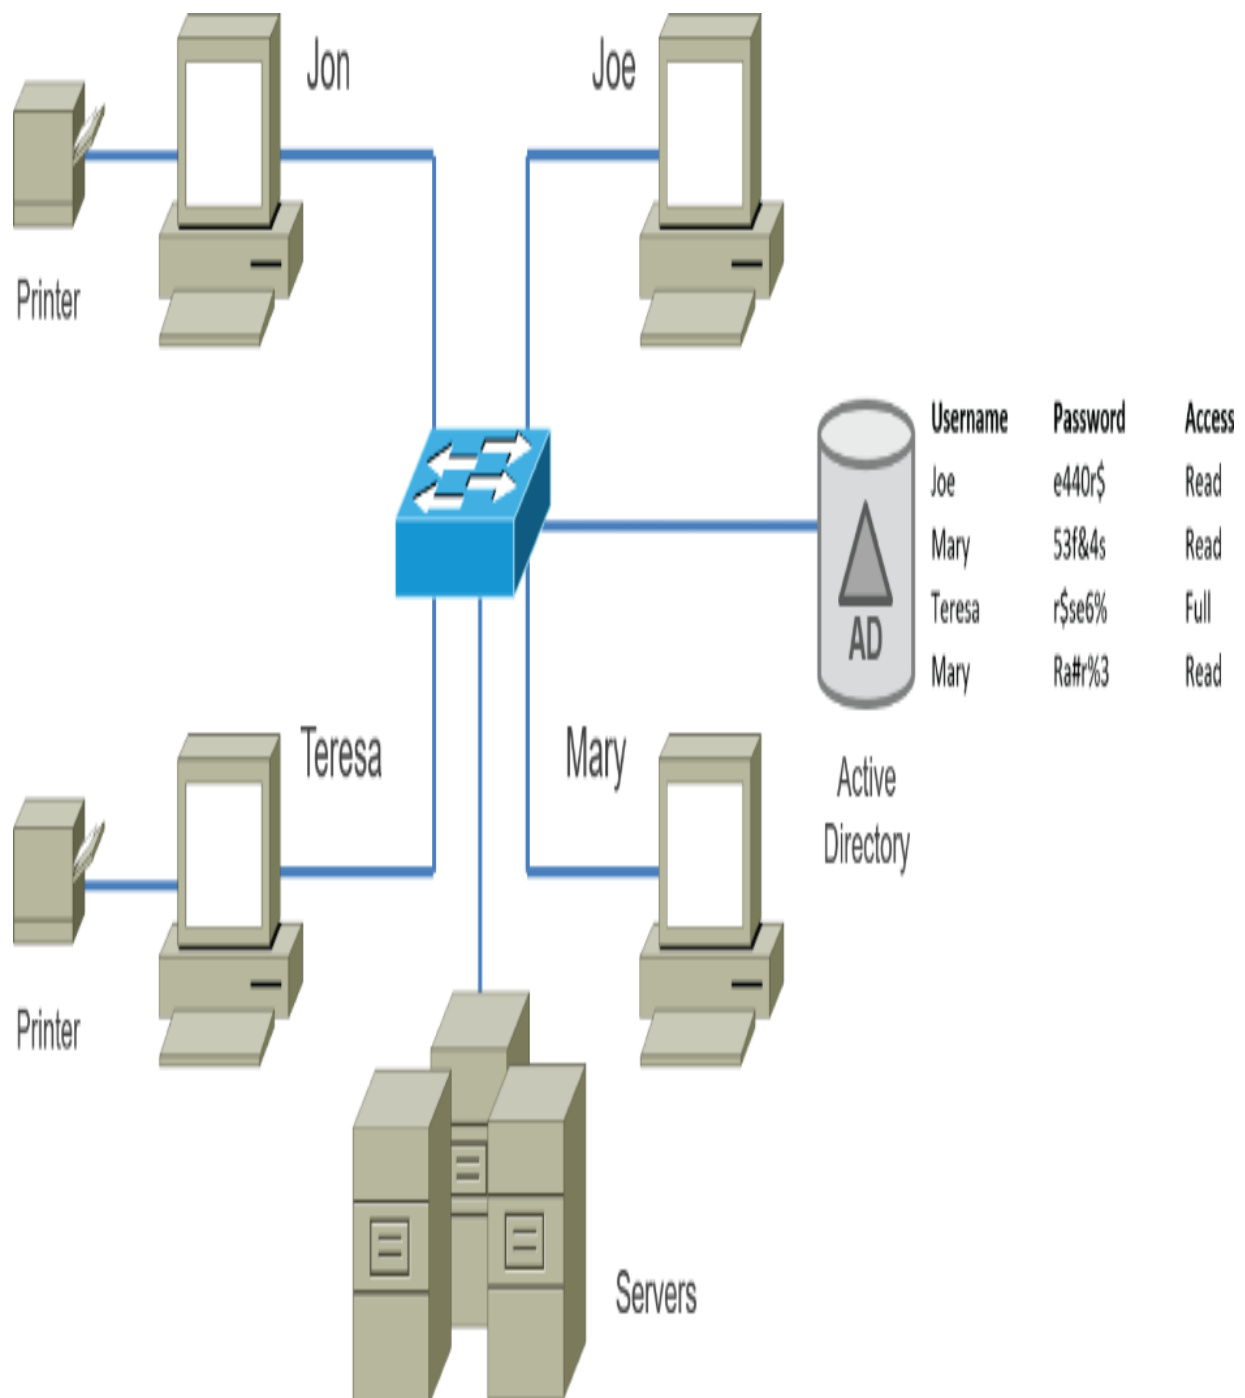 Jon
Joe
Printer
Username Password Access
Joe e440r$ Read
Mary 53f&4s Read
Teresa r$se6% Full
Mary Ra#r%3 Read
AD
Active
Directory
Teresa
Mary
Printer
Servers